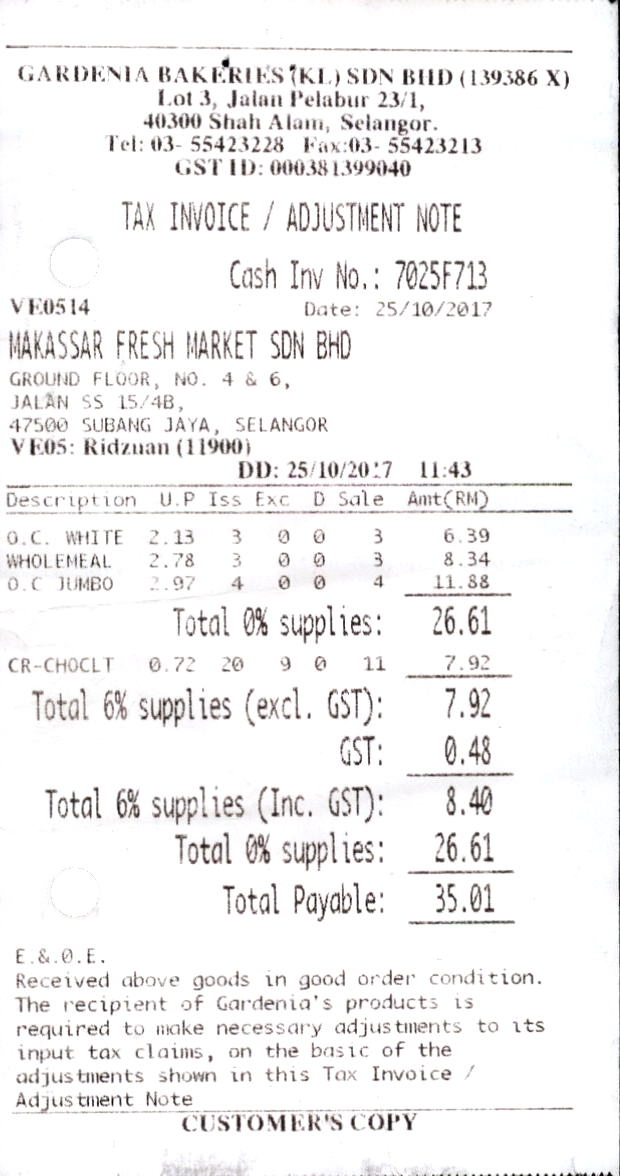 GARDENIA BAKERIES (KL) SDN BHD (139386 X)
Lot 3, Jalan Pelabur 23/1,
40300 Shah Alam, Selangor.
Tel: 03- 55423228 Fax:03- 55423213
GST ID: 000381399040
TAX INVOICE / ADJUSTMENT NOTE
Cash Inv No.: 7025F713
VE0514 Date: 25/10/2017
MAKASSAR FRESH MARKET SDN BHD
GROUND FLOOR, NO. 4 & 6,
JALAN SS 15/4B,
47500 SUBANG JAYA, SELANGOR
VE05: Ridzuan (11900)
DD: 25/10/2017 11:43
Description U.P Iss Exc D Sale Amt(RM)
O.C. WHITE 2.13 3 0 0 3 6.39
WHOLEMEAL 2.78 3 0 0 3 8.34
O.C JUMBO 2.97 4 0 0 4 11.88
Total 0% supplies: 26.61
CR-CHOCLT 0.72 20 9 0 11 7.92
Total 6% supplies (excl. GST): 7.92
GST: 0.48
Total 6% supplies (Inc. GST): 8.40
Total 0% supplies: 26.61
Total Payable: 35.01
E.&.O.E.
Received above goods in good order condition.
The recipient of Gardenia's products is
required to make necessary adjustments to its
input tax claims, on the basic of the
adjustments shown in this Tax Invoice /
Adjustment Note
CUSTOMER'S COPY